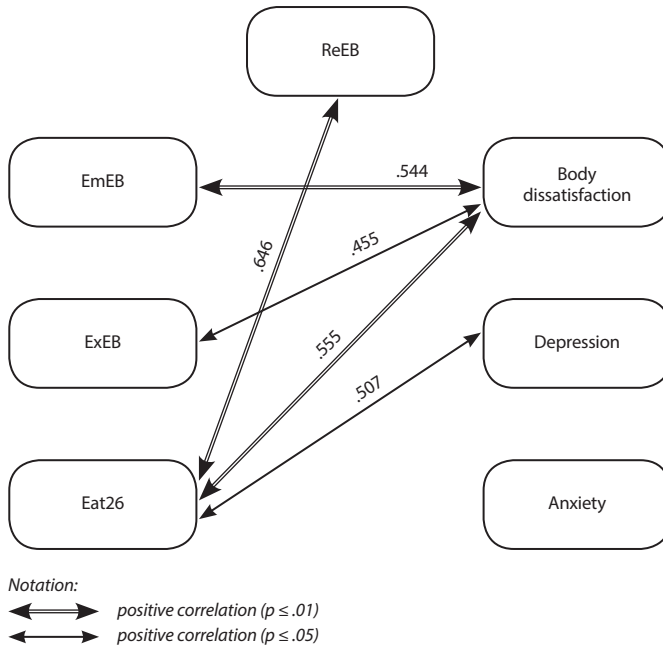 ReEB
EmEB
.544
Body
dissatisfaction
.646
.455
ExEB
.555
Depression
.507
Eat26
Anxiety
Notation:
positive correlation (p ≤ .01)
positive correlation (p ≤ .05)